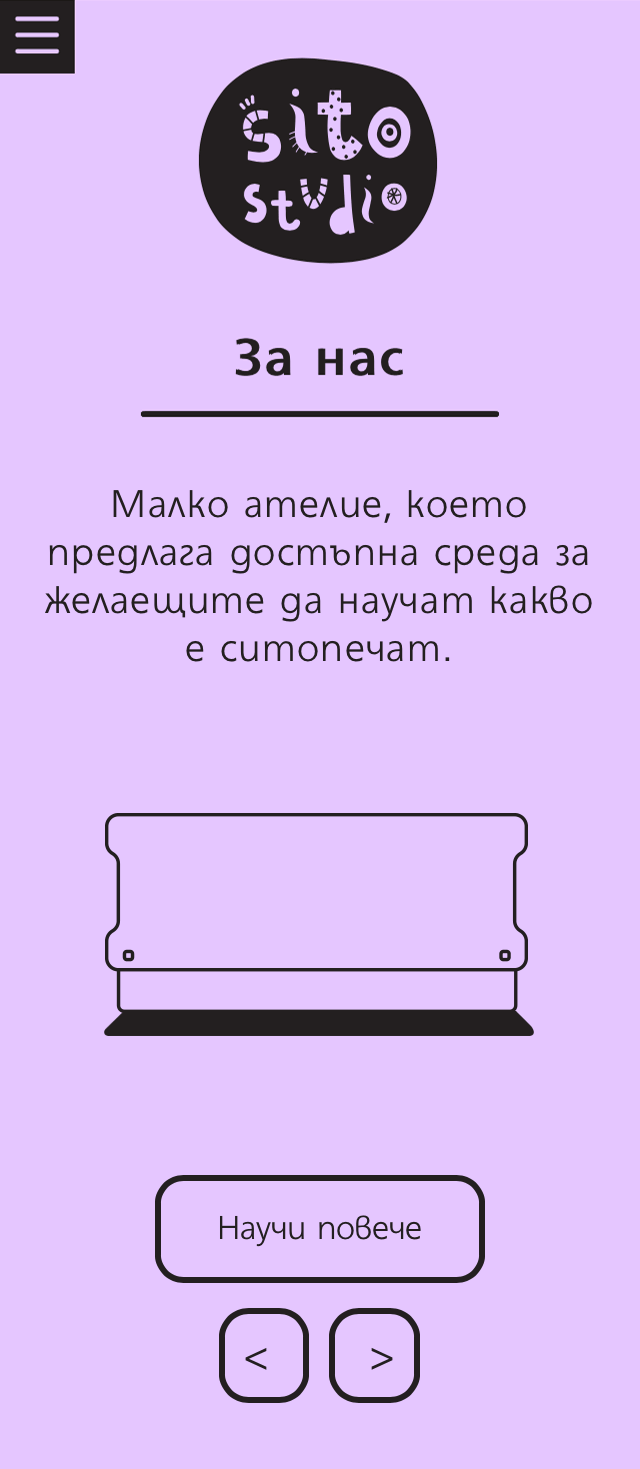 sito
studio
За нас
Малко ателие, което
предлага достъпна среда за
желаещите да научат какво
е ситопечат.
Научи повече
< >